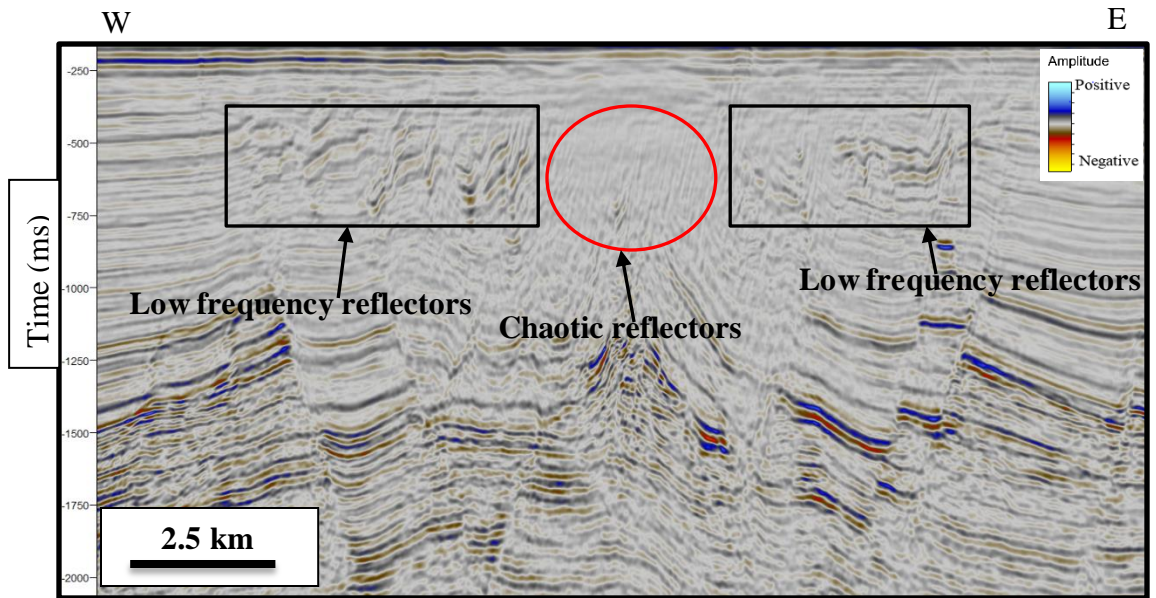 W
E
Amplitude
Positive
Negative
-250
-500
-750
-1000
-1250
-1500
-1750
-2000
Time (ms)
Low frequency reflectors
Chaotic reflectors
Low frequency reflectors
2.5 km